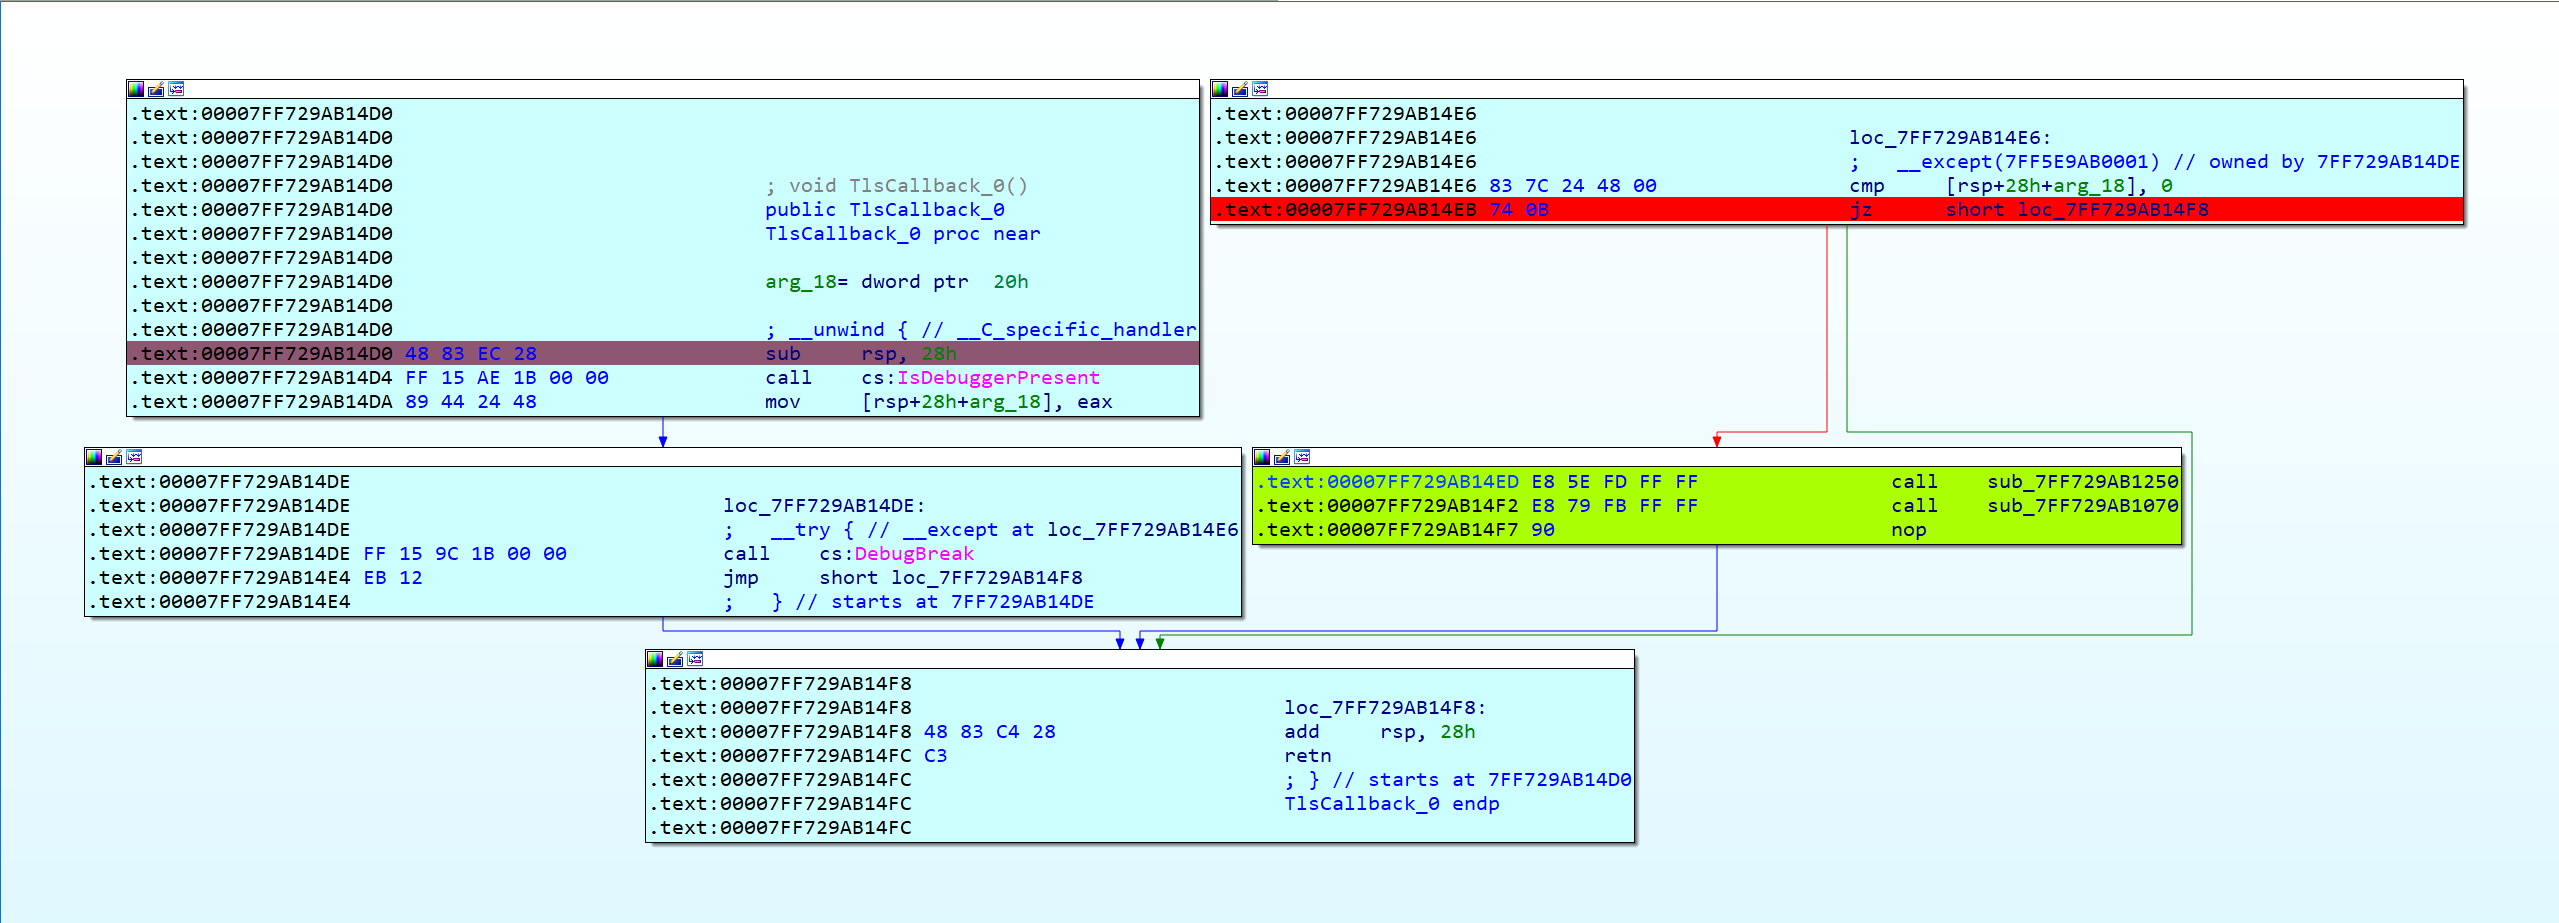 .text:00007FF729AB14D0
.text:00007FF729AB14D0
.text:00007FF729AB14D0
.text:00007FF729AB14D0 ; void TlsCallback_0()
.text:00007FF729AB14D0 public TlsCallback_0
.text:00007FF729AB14D0 TlsCallback_0 proc near
.text:00007FF729AB14D0
.text:00007FF729AB14D0 arg_18= dword ptr  20h
.text:00007FF729AB14D0
.text:00007FF729AB14D0 ; __unwind { // __C_specific_handler
.text:00007FF729AB14D0 48 83 EC 28 sub rsp, 28h
.text:00007FF729AB14D4 FF 15 AE 1B 00 00 call cs:IsDebuggerPresent
.text:00007FF729AB14DA 89 44 24 48 mov [rsp+28h+arg_18], eax
.text:00007FF729AB14E6
.text:00007FF729AB14E6 loc_7FF729AB14E6:
.text:00007FF729AB14E6 ;   __except(7FF5E9AB0001) // owned by 7FF729AB14DE
.text:00007FF729AB14E6 83 7C 24 48 00 cmp [rsp+28h+arg_18], 0
.text:00007FF729AB14EB 74 0B jz short loc_7FF729AB14F8
.text:00007FF729AB14DE
.text:00007FF729AB14DE loc_7FF729AB14DE:
.text:00007FF729AB14DE ;   __try { // __except at loc_7FF729AB14E6
.text:00007FF729AB14DE FF 15 9C 1B 00 00 call cs:DebugBreak
.text:00007FF729AB14E4 EB 12 jmp short loc_7FF729AB14F8
.text:00007FF729AB14E4 ;   } // starts at 7FF729AB14DE
.text:00007FF729AB14ED E8 5E FD FF FF call sub_7FF729AB1250
.text:00007FF729AB14F2 E8 79 FB FF FF call sub_7FF729AB1070
.text:00007FF729AB14F7 90 nop
.text:00007FF729AB14F8
.text:00007FF729AB14F8 loc_7FF729AB14F8:
.text:00007FF729AB14F8 48 83 C4 28 add rsp, 28h
.text:00007FF729AB14FC C3 retn
.text:00007FF729AB14FC ; } // starts at 7FF729AB14D0
.text:00007FF729AB14FC TlsCallback_0 endp
.text:00007FF729AB14FC